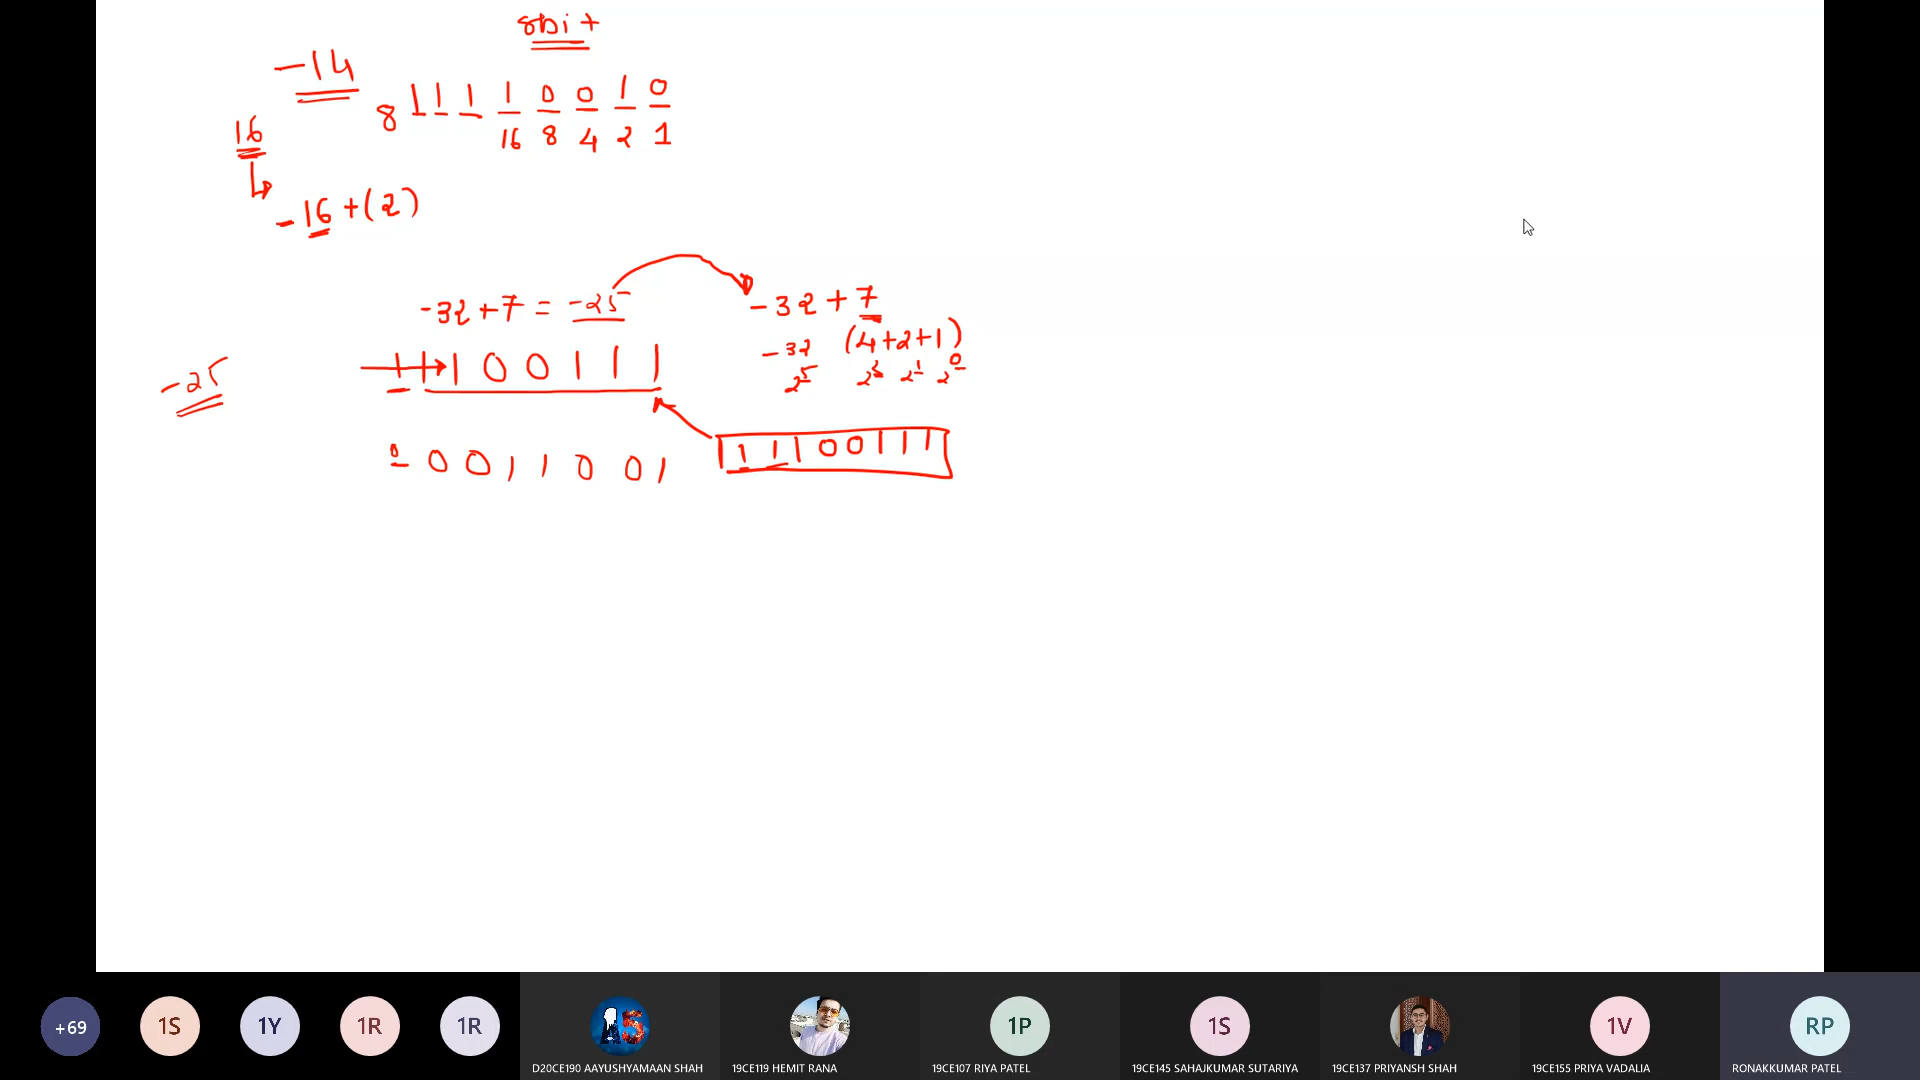 8bit
-14
8 1 1 1 1 0 0 1 0
16 8 4 2 1
16
-16 + (2)
-32 + 7 = -25
-32 + 7
-32 (4+2+1)
2^5 2^2 2^1 2^0
-25
1 1 1 0 0 1 1 1
1 1 1 0 0 1 1 1
0 0 0 1 1 0 0 1
+69
1S
1Y
1R
1R
1P
1S
1V
RP
D20CE190 AAYUSHYAMAAN SHAH
19CE119 HEMIT RANA
19CE107 RIYA PATEL
19CE145 SAHAJKUMAR SUTARIYA
19CE137 PRIYANSH SHAH
19CE155 PRIYA VADALIA
RONAKKUMAR PATEL